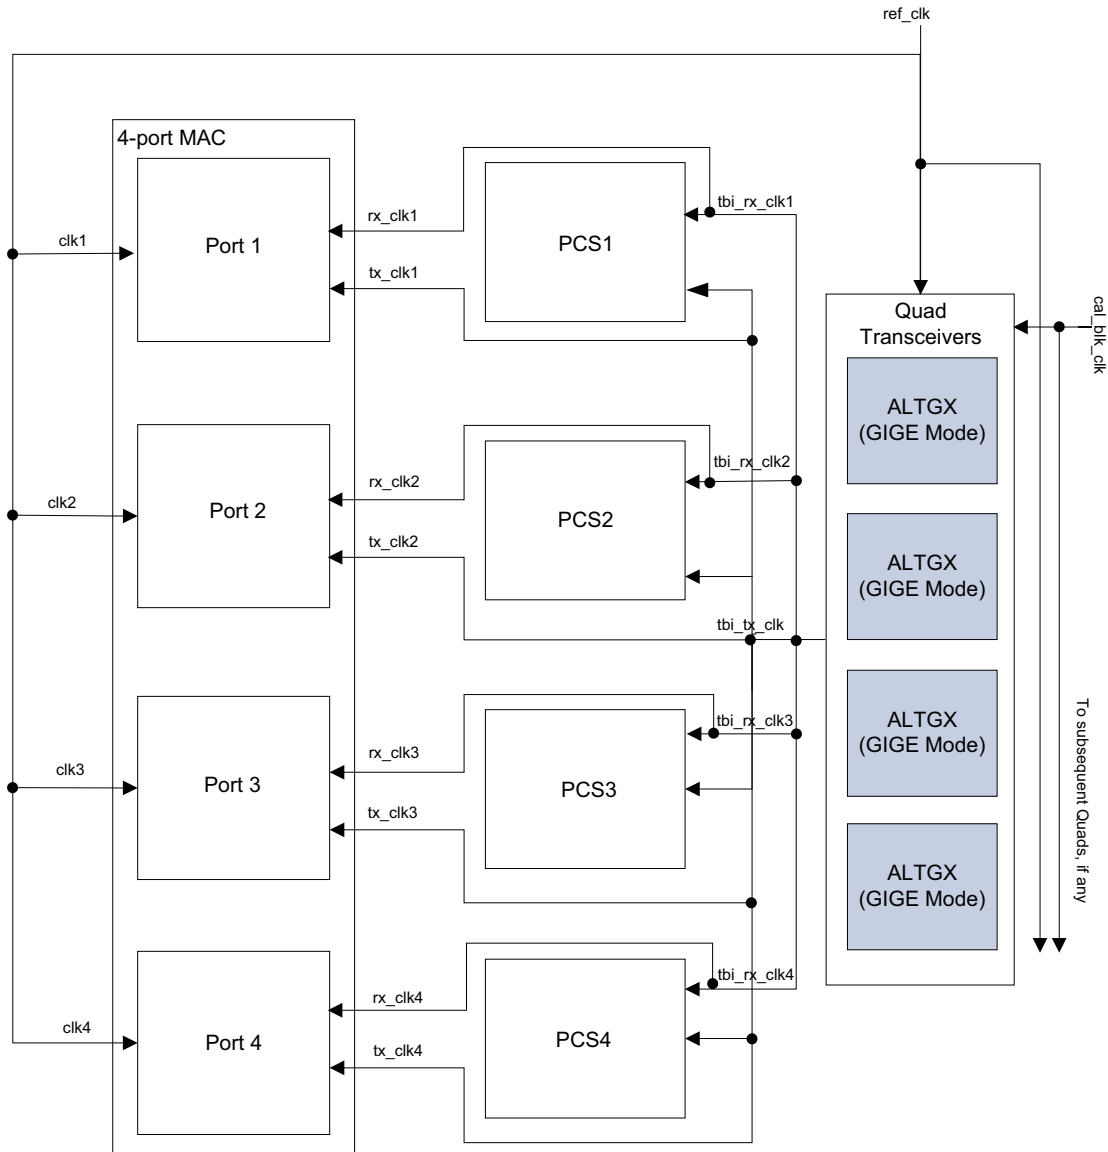 ref_clk
4-port MAC
rx_clk1
tbi_rx_clk1
clk1
Port 1
PCS1
tx_clk1
Quad
Transceivers
cal_blk_clk
ALTGX
(GIGE Mode)
rx_clk2
tbi_rx_clk2
clk2
Port 2
PCS2
tx_clk2
ALTGX
(GIGE Mode)
tbi_tx_clk
rx_clk3
tbi_rx_clk3
clk3
Port 3
PCS3
tx_clk3
ALTGX
(GIGE Mode)
To subsequent Quads, if any
ALTGX
(GIGE Mode)
rx_clk4
tbi_rx_clk4
clk4
Port 4
PCS4
tx_clk4